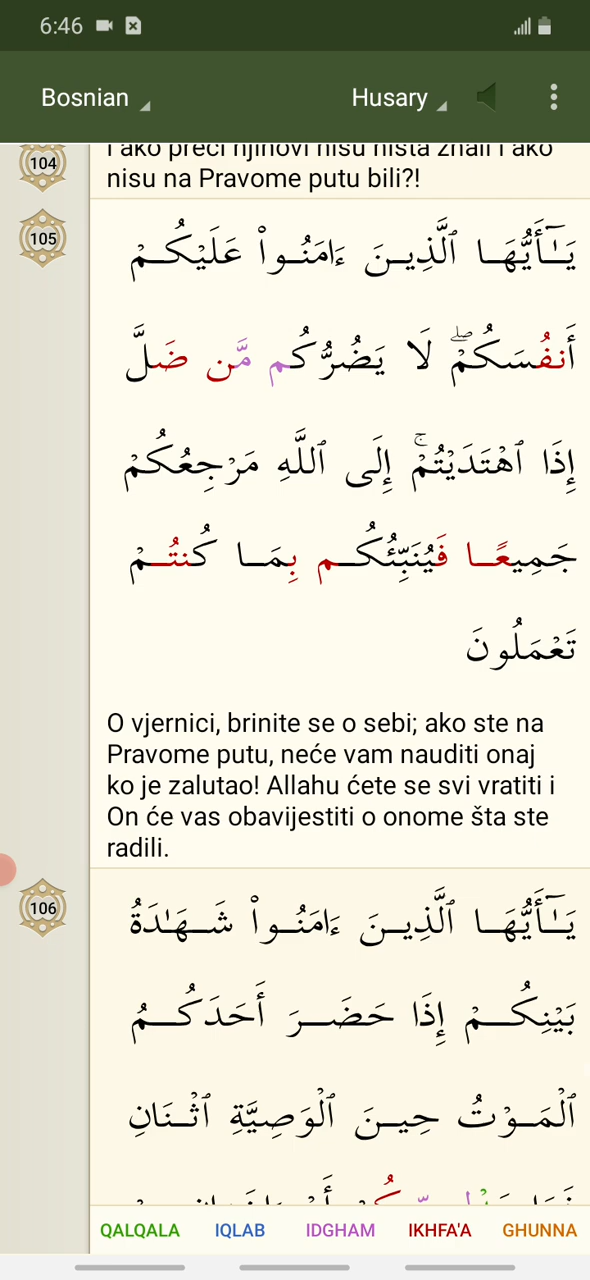 6:46
Bosnian
Husary
104
I ako preci njihovi nisu ništa znali i ako
nisu na Pravome putu bili?!
105
يَـٰٓأَيُّهَا ٱلَّذِينَ ءَامَنُوا۟ عَلَيْكُمْ
أَنفُسَكُمْ ۖ لَا يَضُرُّكُم مَّن ضَلَّ
إِذَا ٱهْتَدَيْتُمْ ۚ إِلَى ٱللَّهِ مَرْجِعُكُمْ
جَمِيعًا فَيُنَبِّئُكُم بِمَا كُنتُمْ
تَعْمَلُونَ
O vjernici, brinite se o sebi; ako ste na
Pravome putu, neće vam nauditi onaj
ko je zalutao! Allahu ćete se svi vratiti i
On će vas obavijestiti o onome šta ste
radili.
106
يَـٰٓأَيُّهَا ٱلَّذِينَ ءَامَنُوا۟ شَهَـٰدَةُ
بَيْنِكُمْ إِذَا حَضَرَ أَحَدَكُمُ
ٱلْمَوْتُ حِينَ ٱلْوَصِيَّةِ ٱثْنَانِ
QALQALA IQLAB IDGHAM IKHFA'A GHUNNA